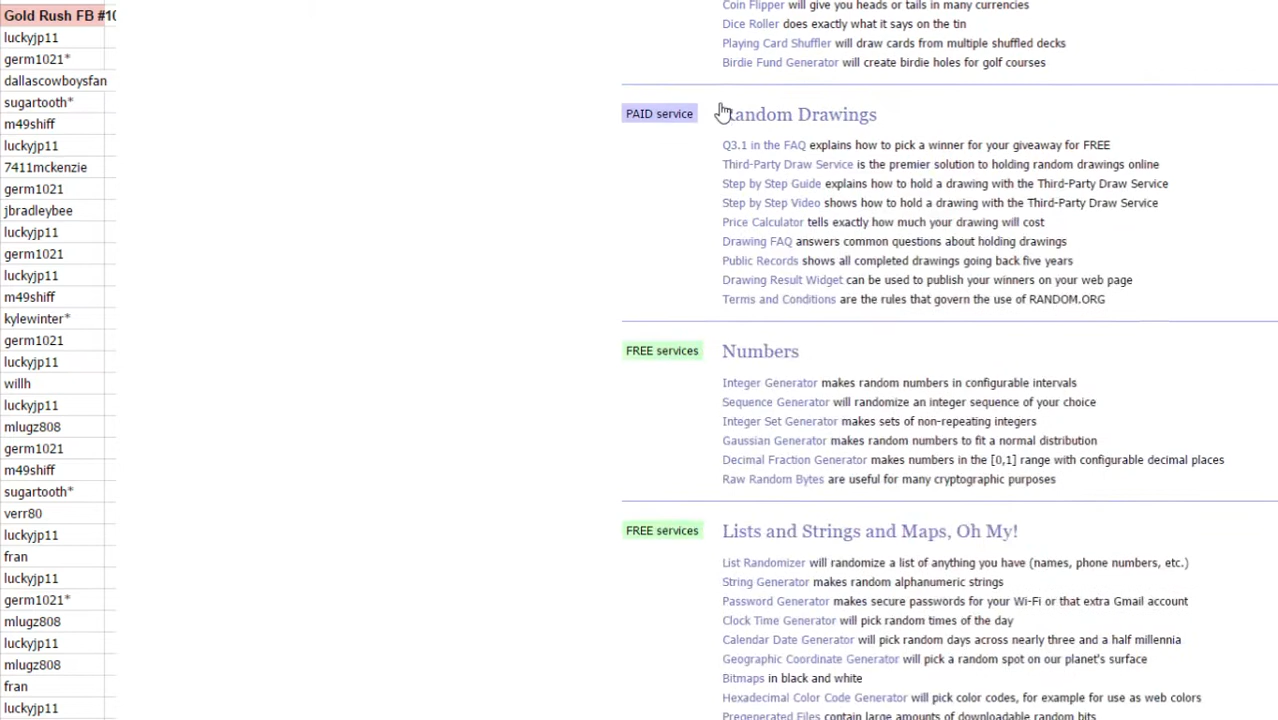 Gold Rush FB #10
luckyjp11
germ1021*
dallascowboysfan
sugartooth*
m49shiff
luckyjp11
7411mckenzie
germ1021
jbradleybee
luckyjp11
germ1021
luckyjp11
m49shiff
kylewinter*
germ1021
luckyjp11
willh
luckyjp11
mlugz808
germ1021
m49shiff
sugartooth*
verr80
luckyjp11
fran
luckyjp11
germ1021*
mlugz808
luckyjp11
mlugz808
fran
luckyjp11
Coin Flipper will give you heads or tails in many currencies
Dice Roller does exactly what it says on the tin
Playing Card Shuffler will draw cards from multiple shuffled decks
Birdie Fund Generator will create birdie holes for golf courses
PAID service
Random Drawings
Q3.1 in the FAQ explains how to pick a winner for your giveaway for FREE
Third-Party Draw Service is the premier solution to holding random drawings online
Step by Step Guide explains how to hold a drawing with the Third-Party Draw Service
Step by Step Video shows how to hold a drawing with the Third-Party Draw Service
Price Calculator tells exactly how much your drawing will cost
Drawing FAQ answers common questions about holding drawings
Public Records shows all completed drawings going back five years
Drawing Result Widget can be used to publish your winners on your web page
Terms and Conditions are the rules that govern the use of RANDOM.ORG
FREE services
Numbers
Integer Generator makes random numbers in configurable intervals
Sequence Generator will randomize an integer sequence of your choice
Integer Set Generator makes sets of non-repeating integers
Gaussian Generator makes random numbers to fit a normal distribution
Decimal Fraction Generator makes numbers in the [0,1] range with configurable decimal places
Raw Random Bytes are useful for many cryptographic purposes
FREE services
Lists and Strings and Maps, Oh My!
List Randomizer will randomize a list of anything you have (names, phone numbers, etc.)
String Generator makes random alphanumeric strings
Password Generator makes secure passwords for your Wi-Fi or that extra Gmail account
Clock Time Generator will pick random times of the day
Calendar Date Generator will pick random days across nearly three and a half millennia
Geographic Coordinate Generator will pick a random spot on our planet's surface
Bitmaps in black and white
Hexadecimal Color Code Generator will pick color codes, for example for use as web colors
Pregenerated Files contain large amounts of downloadable random bits